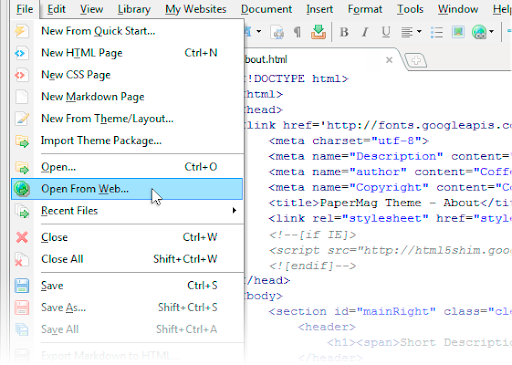 File Edit View Library My Websites Document Insert Format Tools Window Help
New From Quick Start...
New HTML Page Ctrl+N
New CSS Page
New Markdown Page
New From Theme/Layout...
Import Theme Package...
Open... Ctrl+O
Open From Web...
Recent Files
Close Ctrl+W
Close All Shift+Ctrl+W
Save Ctrl+S
Save As... Shift+Ctrl+S
Save All Shift+Ctrl+A
Export Markdown to HTML...
B I U
bout.html
!DOCTYPE html>
html>
head>
link href='http://fonts.googleapis.c
<meta charset="utf-8">
<meta name="Description" content="
<meta name="author" content="Coff
<meta name="Copyright" content="C
<title>PaperMag Theme - About</ti
<link rel="stylesheet" href="styl
<!--[if IE]>
<script src="http://html5shim.goo
<![endif]-->
body>
<section id="mainRight" class="cle
<header>
<h1><span>Short Descripti
</header>